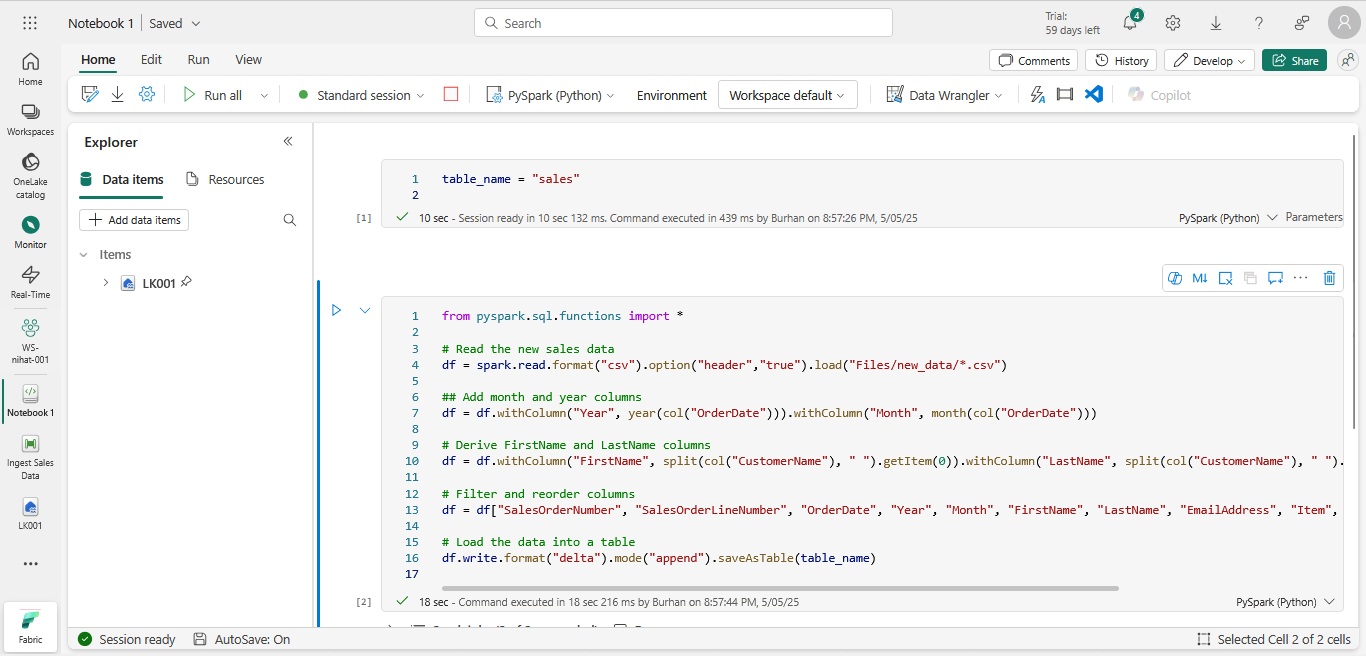 Notebook 1 | Saved
Search
Trial:
59 days left
4
Home
Edit
Run
View
Comments
History
Develop
Share
Run all
Standard session
PySpark (Python)
Environment
Workspace default
Data Wrangler
Copilot
Home
Workspaces
OneLake
catalog
Monitor
Real-Time
WS-
nihat-001
Notebook 1
Ingest Sales
Data
LK001
Fabric
Explorer
Data items
Resources
Add data items
Items
LK001
1 table_name = "sales"
2
[1] 10 sec - Session ready in 10 sec 132 ms. Command executed in 439 ms by Burhan on 8:57:26 PM, 5/05/25
PySpark (Python)
Parameters
M↓
1 from pyspark.sql.functions import *
2
3 # Read the new sales data
4 df = spark.read.format("csv").option("header","true").load("Files/new_data/*.csv")
5
6 ## Add month and year columns
7 df = df.withColumn("Year", year(col("OrderDate"))).withColumn("Month", month(col("OrderDate")))
8
9 # Derive FirstName and LastName columns
10 df = df.withColumn("FirstName", split(col("CustomerName"), " ").getItem(0)).withColumn("LastName", split(col("CustomerName"), " ").
11
12 # Filter and reorder columns
13 df = df["SalesOrderNumber", "SalesOrderLineNumber", "OrderDate", "Year", "Month", "FirstName", "LastName", "EmailAddress", "Item",
14
15 # Load the data into a table
16 df.write.format("delta").mode("append").saveAsTable(table_name)
17
[2] 18 sec - Command executed in 18 sec 216 ms by Burhan on 8:57:44 PM, 5/05/25
PySpark (Python)
Session ready
AutoSave: On
Selected Cell 2 of 2 cells